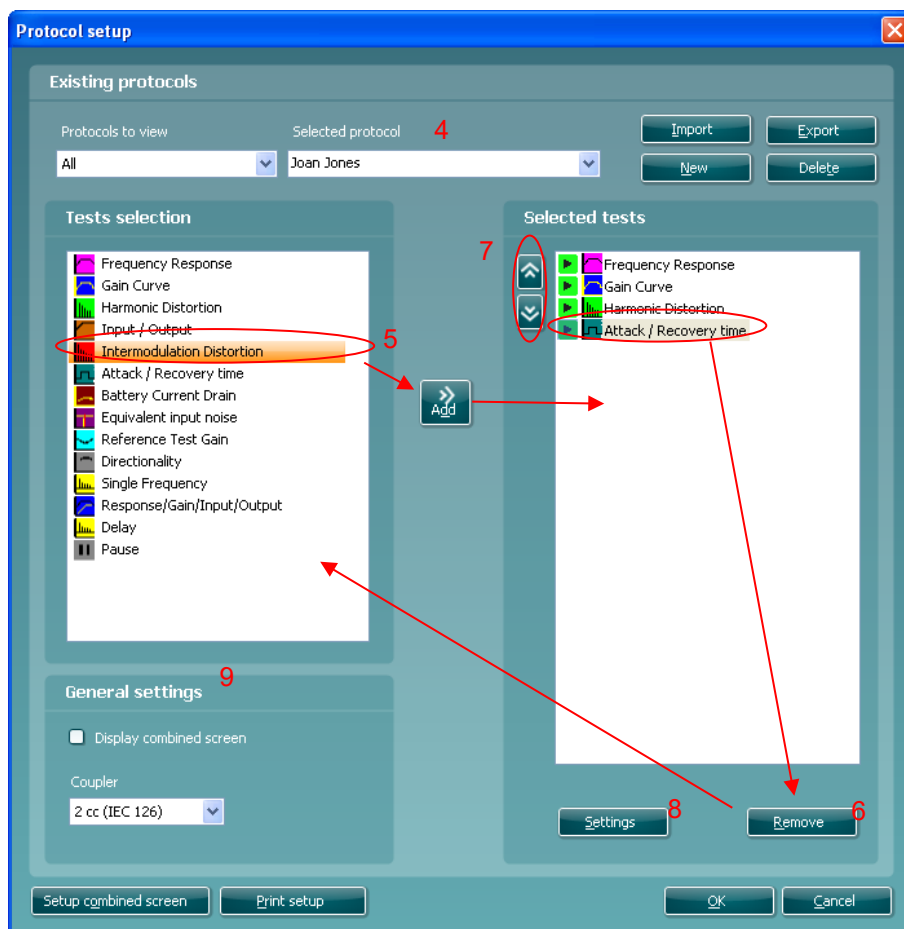 Protocol setup
Existing protocols
Protocols to view
Selected protocol
4
All
Joan Jones
Import
Export
New
Delete
Tests selection
Frequency Response
Gain Curve
Harmonic Distortion
Input / Output
Intermodulation Distortion
Attack / Recovery time
Battery Current Drain
Equivalent input noise
Reference Test Gain
Directionality
Single Frequency
Response/Gain/Input/Output
Delay
Pause
5
Add
Selected tests
7
Frequency Response
Gain Curve
Harmonic Distortion
Attack / Recovery time
Settings
8
Remove
6
9
General settings
Display combined screen
Coupler
2 cc (IEC 126)
Setup combined screen
Print setup
OK
Cancel